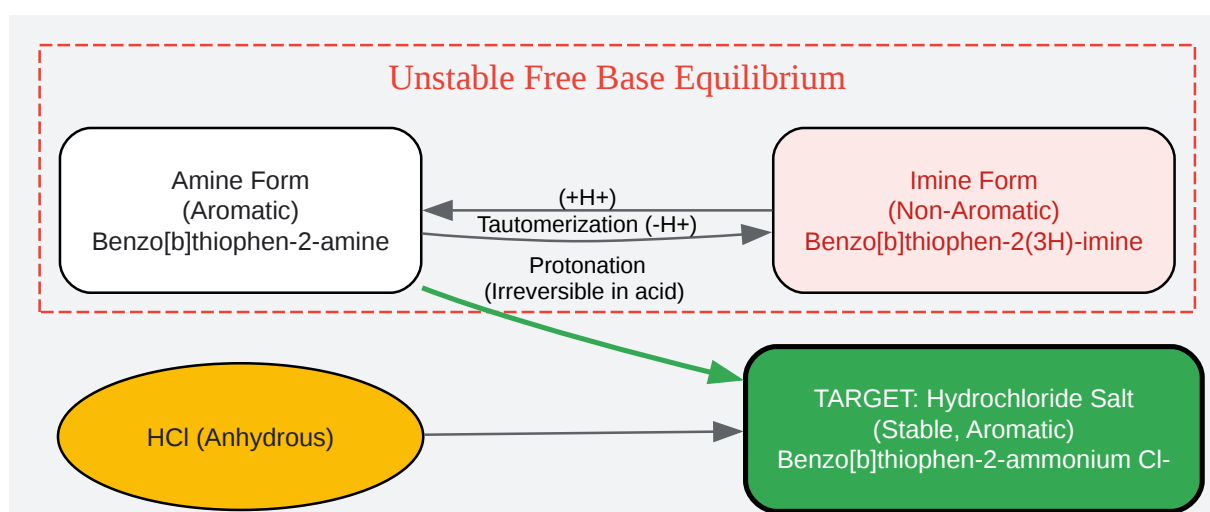 Unstable Free Base Equilibrium
Amine Form
(Aromatic)
Benzo[b]thiophen-2-amine
(+H+)
Tautomerization (-H+)
Imine Form
(Non-Aromatic)
Benzo[b]thiophen-2(3H)-imine
Protonation
(Irreversible in acid)
HCl (Anhydrous)
TARGET: Hydrochloride Salt
(Stable, Aromatic)
Benzo[b]thiophen-2-ammonium Cl-